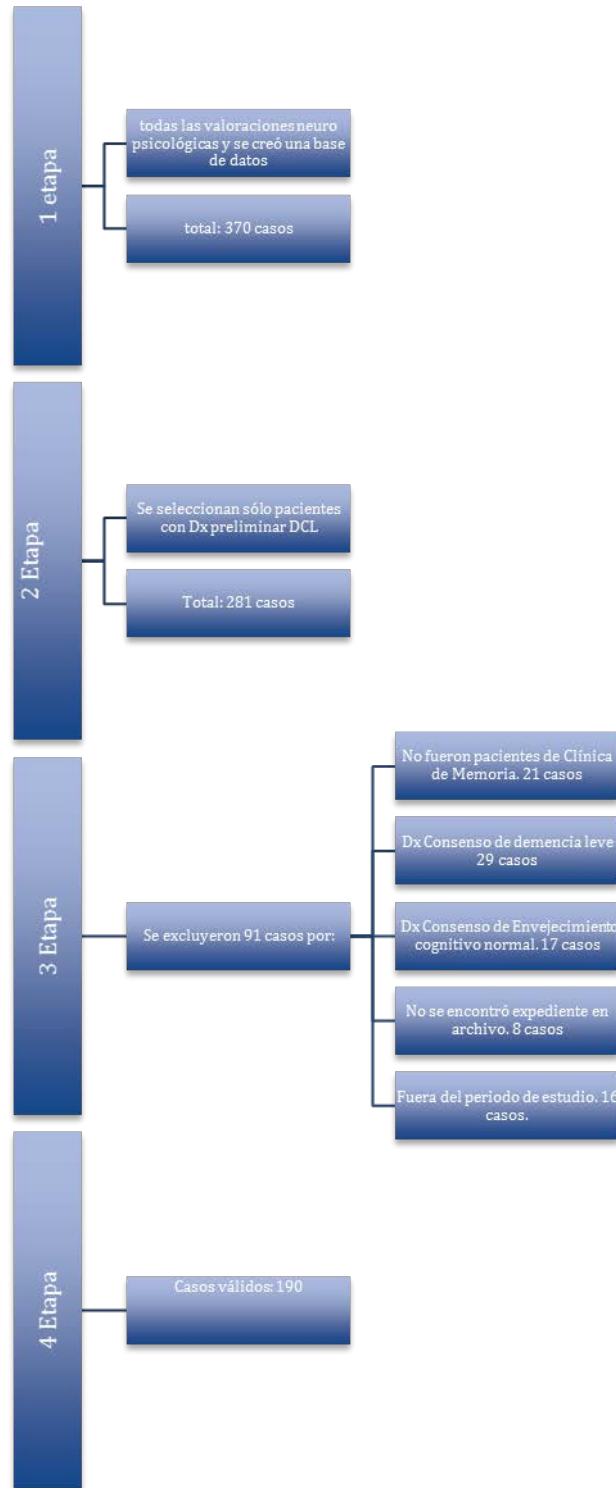 1 etapa
todas las valoraciones neuro
psicológicas y se creó una base
de datos
total: 370 casos
2 Etapa
Se seleccionan sólo pacientes
con Dx preliminar DCL
Total: 281 casos
3 Etapa
Se excluyeron 91 casos por:
No fueron pacientes de Clínica
de Memoria. 21 casos
Dx Consenso de demencia leve
29 casos
Dx Consenso de Envejecimiento
cognitivo normal. 17 casos
No se encontró expediente en
archivo. 8 casos
Fuera del periodo de estudio. 16
casos.
4 Etapa
Casos válidos: 190